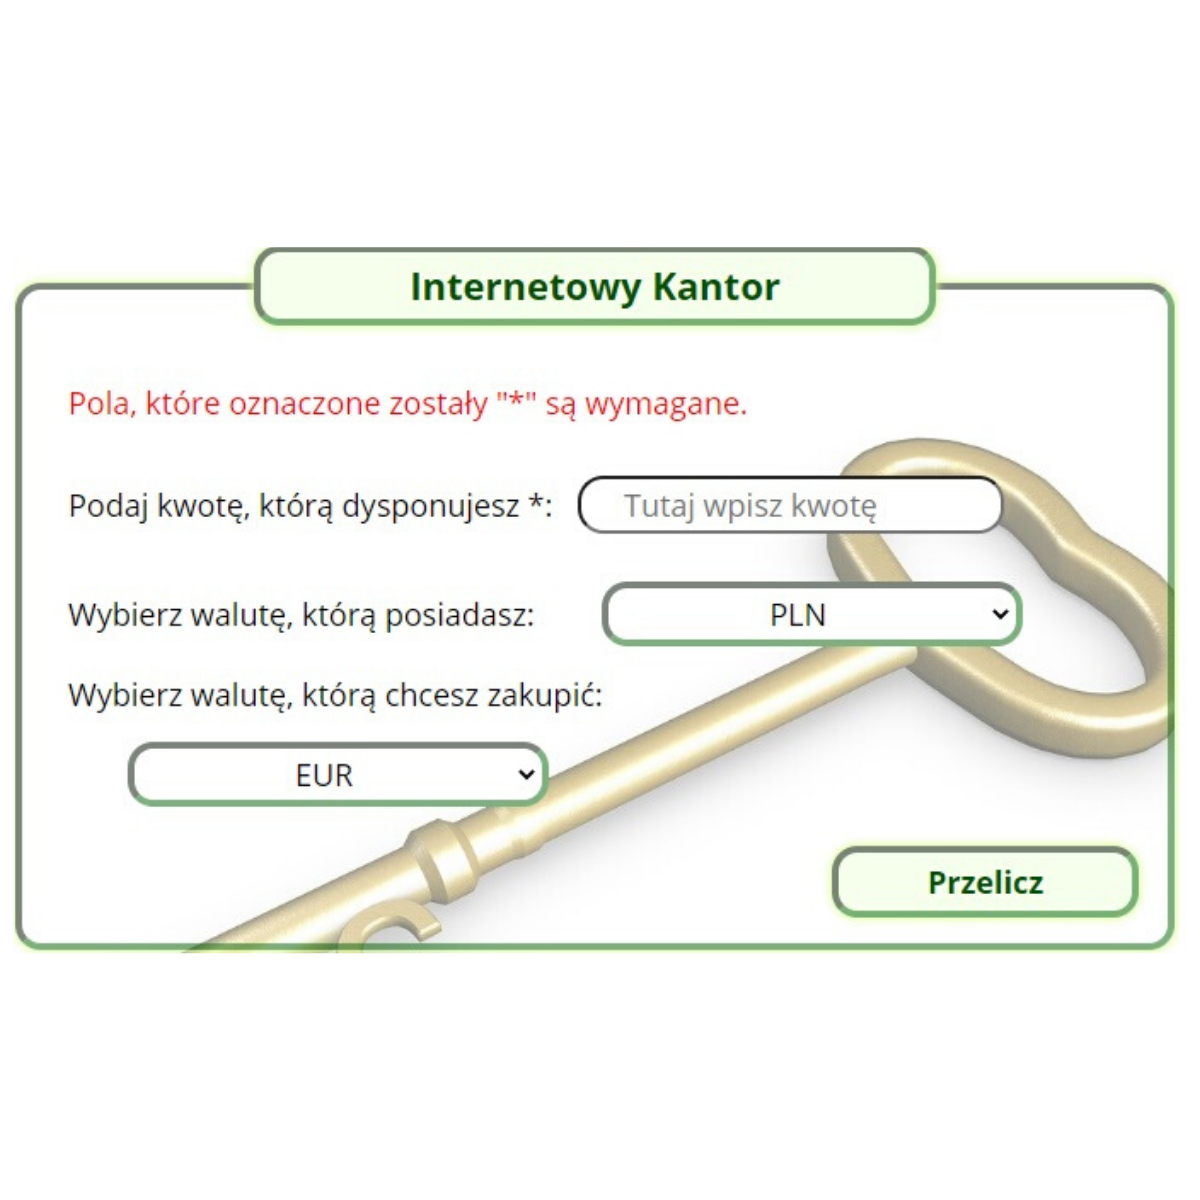 Internetowy Kantor
Pola, które oznaczone zostały "*" są wymagane.
Podaj kwotę, którą dysponujesz *: Tutaj wpisz kwotę
Wybierz walutę, którą posiadasz: PLN
Wybierz walutę, którą chcesz zakupić:
EUR
Przelicz